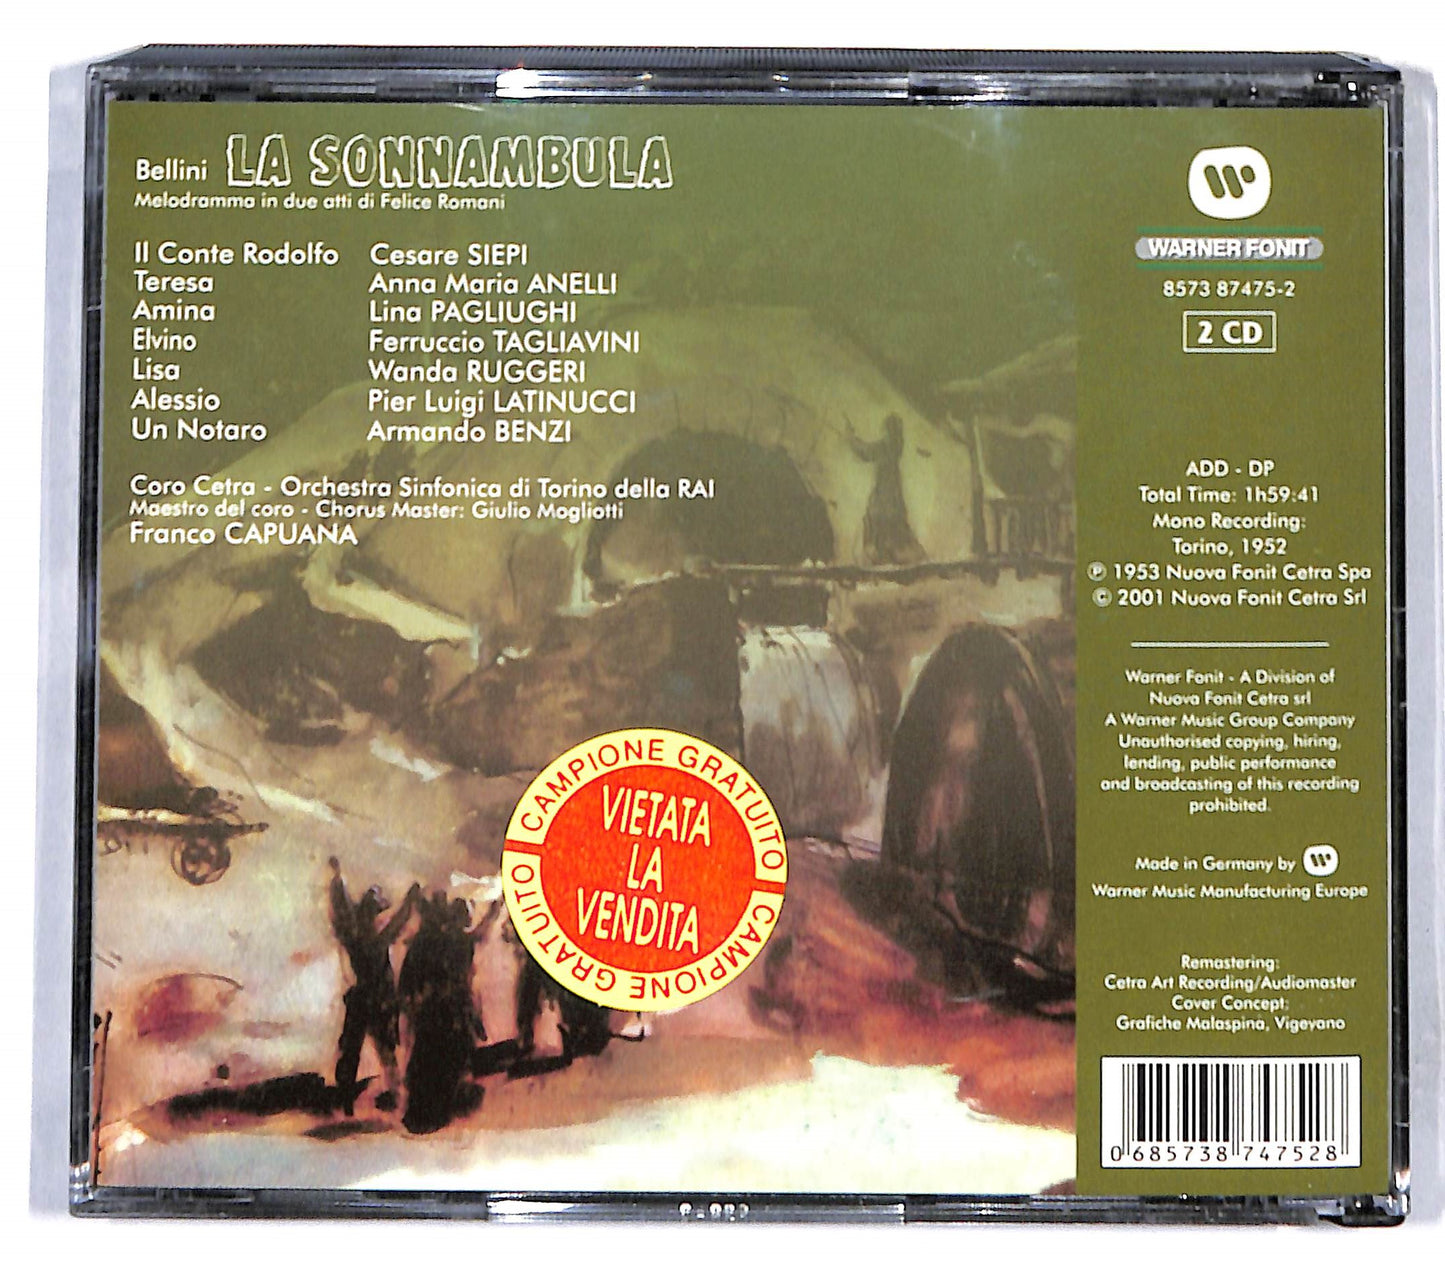 Bellini LA SONNAMBULA
Melodramma in due atti di Felice Romani
Il Conte Rodolfo Cesare SIEPI
Teresa Anna Maria ANELLI
Amina Lina PAGLIUGHI
Elvino Ferruccio TAGLIAVINI
Lisa Wanda RUGGERI
Alessio Pier Luigi LATINUCCI
Un Notaro Armando BENZI
Coro Cetra - Orchestra Sinfonica di Torino della RAI
Maestro del coro - Chorus Master: Giulio Mogliotti
Franco CAPUANA
CAMPIONE GRATUITO
CAMPIONE GRATUITO
VIETATA
LA
VENDITA
WARNER FONIT
8573 87475-2
2 CD
ADD - DP
Total Time: 1h59:41
Mono Recording:
Torino, 1952
℗ 1953 Nuova Fonit Cetra Spa
© 2001 Nuova Fonit Cetra Srl
Warner Fonit - A Division of
Nuova Fonit Cetra srl
A Warner Music Group Company
Unauthorised copying, hiring,
lending, public performance
and broadcasting of this recording
prohibited.
Made in Germany by
Warner Music Manufacturing Europe
Remastering:
Cetra Art Recording/Audiomaster
Cover Concept:
Grafiche Malaspina, Vigevano
0 685738 747528